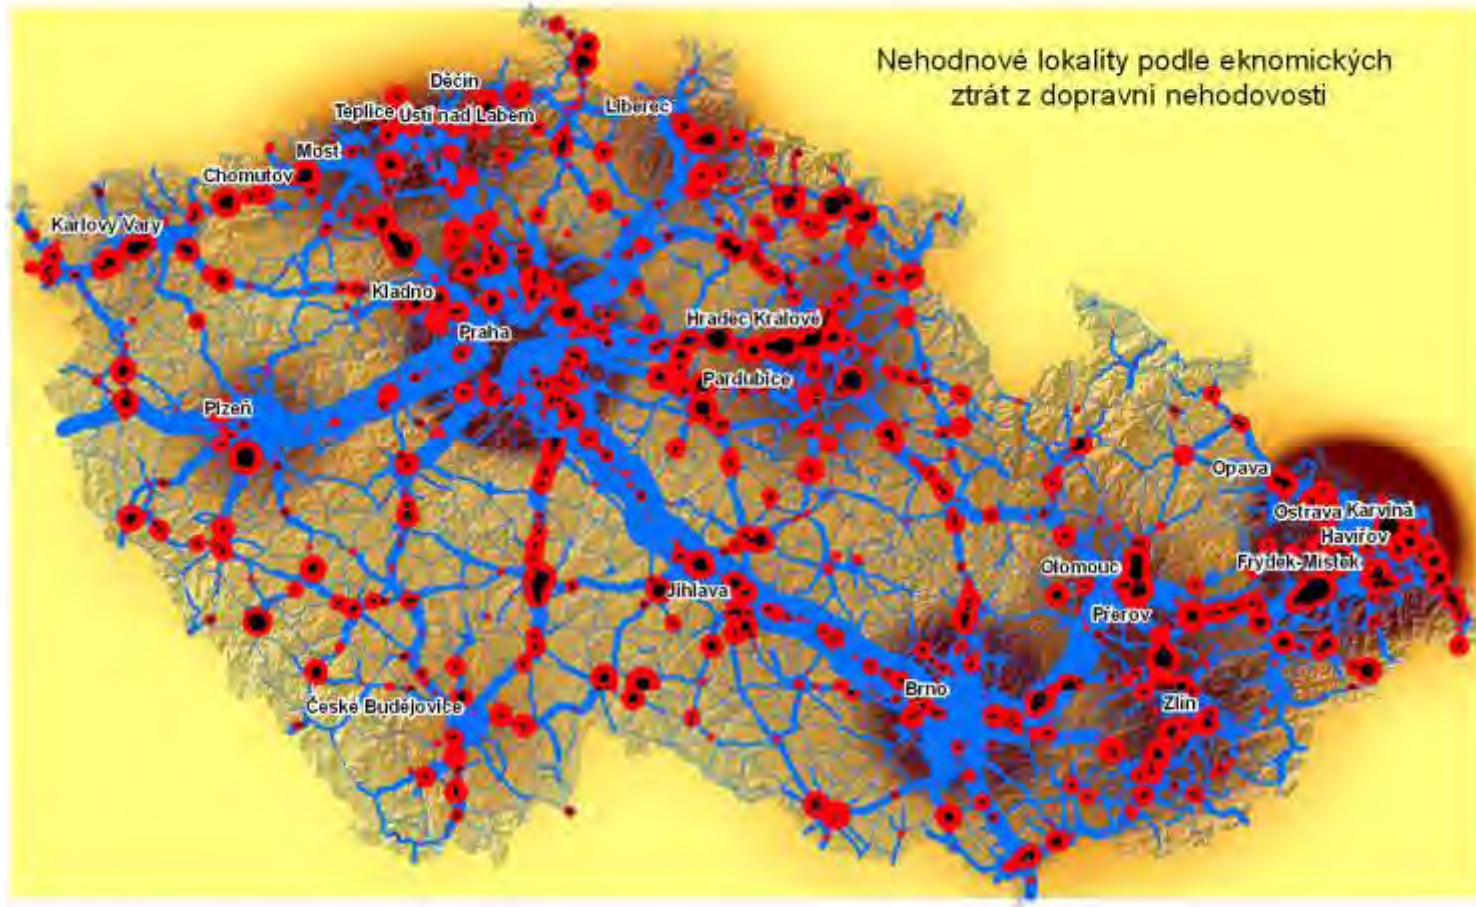 Nehodnové lokality podle eknomických
ztrát z dopravní nehodovosti
Děčín
Teplice
Ústí nad Labem
Liberec
Most
Chomutov
Karlovy Vary
Kladno
Praha
Hradec Králové
Pardubice
Plzeň
Opava
Ostrava
Karviná
Havířov
Frýdek-Místek
Olomouc
Přerov
Jihlava
Brno
Zlín
České Budějovice